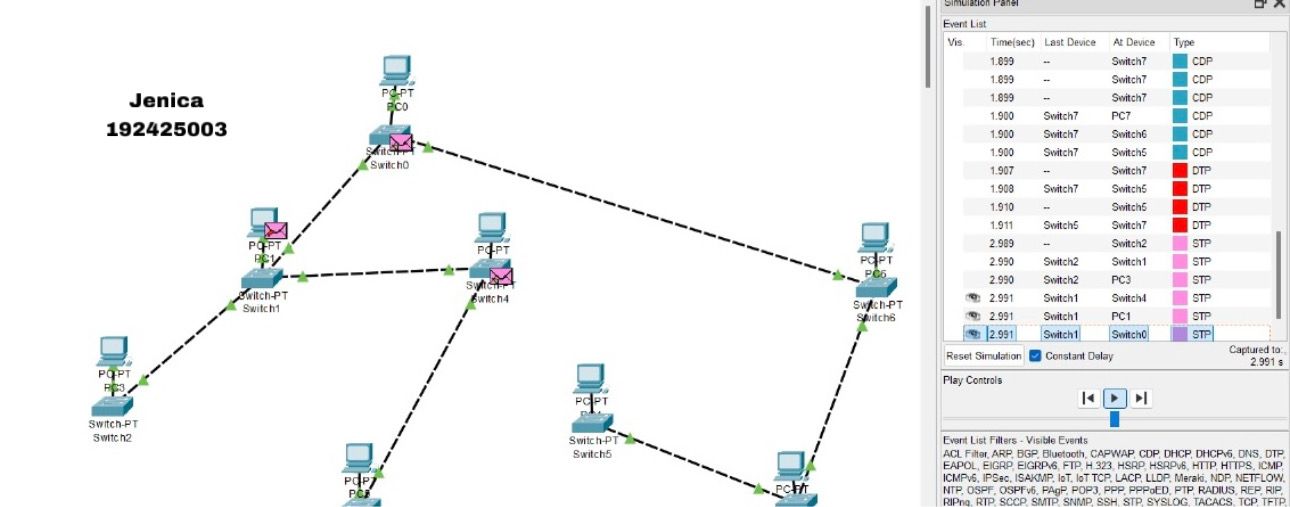 Jenica
192425003
PC-PT
PC0
Switch-PT
Switch0
PC-PT
PC1
Switch-PT
Switch1
PC-PT
Switch-PT
Switch4
PC-PT
PC6
Switch-PT
Switch6
PC-PT
PC3
Switch-PT
Switch2
PC-PT
Switch-PT
Switch5
PC-PT
PC-PT
Simulation Panel
Event List
Vis. Time(sec) Last Device At Device Type
1.899 -- Switch7 CDP
1.899 -- Switch7 CDP
1.899 -- Switch7 CDP
1.900 Switch7 PC7 CDP
1.900 Switch7 Switch6 CDP
1.900 Switch7 Switch5 CDP
1.907 -- Switch7 DTP
1.908 Switch7 Switch5 DTP
1.910 -- Switch5 DTP
1.911 Switch5 Switch7 DTP
2.989 -- Switch2 STP
2.990 Switch2 Switch1 STP
2.990 Switch2 PC3 STP
2.991 Switch1 Switch4 STP
2.991 Switch1 PC1 STP
2.991 Switch1 Switch0 STP
Reset Simulation Constant Delay Captured to:
2.991 s
Play Controls
Event List Filters - Visible Events
ACL Filter, ARP, BGP, Bluetooth, CAPWAP, CDP, DHCP, DHCPv6, DNS, DTP,
EAPOL, EIGRP, EIGRPv6, FTP, H.323, HSRP, HSRPv6, HTTP, HTTPS, ICMP,
ICMPv6, IPSec, ISAKMP, IoT, IoT TCP, LACP, LLDP, Meraki, NDP, NETFLOW,
NTP, OSPF, OSPFv6, PAgP, POP3, PPP, PPPoED, PTP, RADIUS, REP, RIP,
RIPng, RTP, SCCP, SMTP, SNMP, SSH, STP, SYSLOG, TACACS, TCP, TFTP,